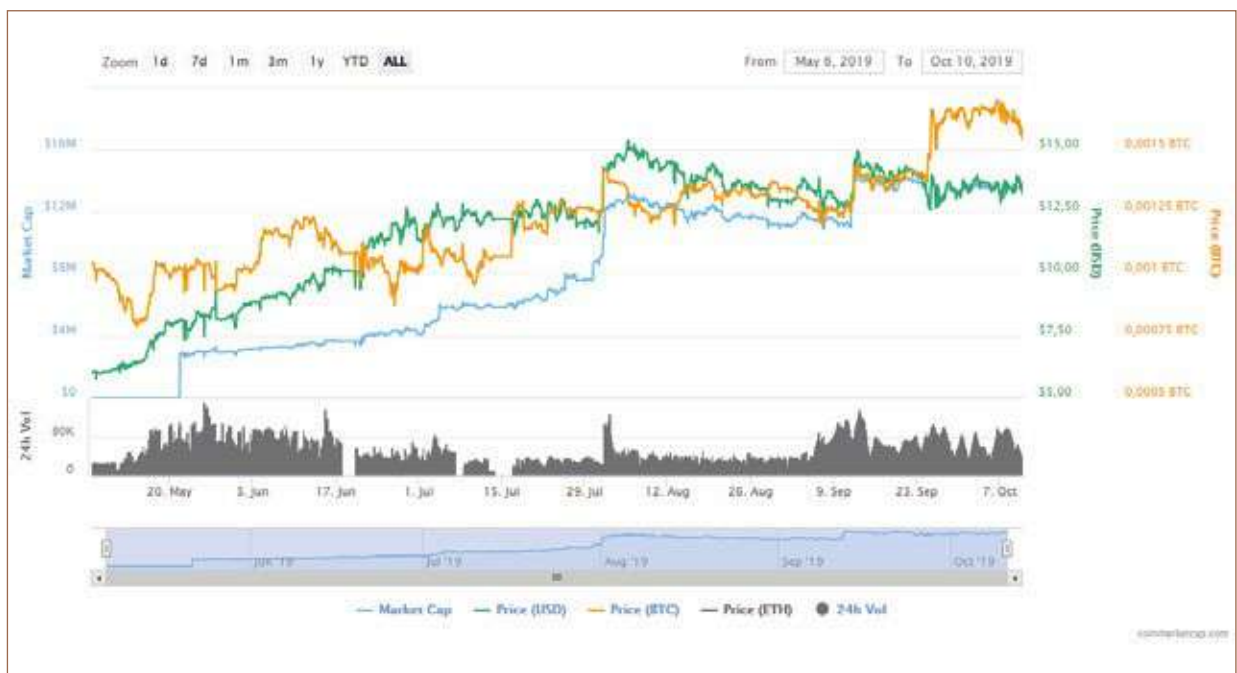 Zoom 1d 7d 1m 3m 1y YTD ALL
From May 6, 2019 To Oct 10, 2019
$16M
$12M
$8M
$4M
$0
Market Cap
$15,00
$12,50
$10,00
$7,50
$5,00
Price (USD)
0,0015 BTC
0,00125 BTC
0,001 BTC
0,00075 BTC
0,0005 BTC
Price (BTC)
24h Vol
80K
0
20. May 3. Jun 17. Jun 1. Jul 15. Jul 29. Jul 12. Aug 26. Aug 9. Sep 23. Sep 7. Oct
Jun '19 Jul '19 Aug '19 Sep '19 Oct '19
Market Cap Price (USD) Price (BTC) Price (ETH) 24h Vol
coinmarketcap.com